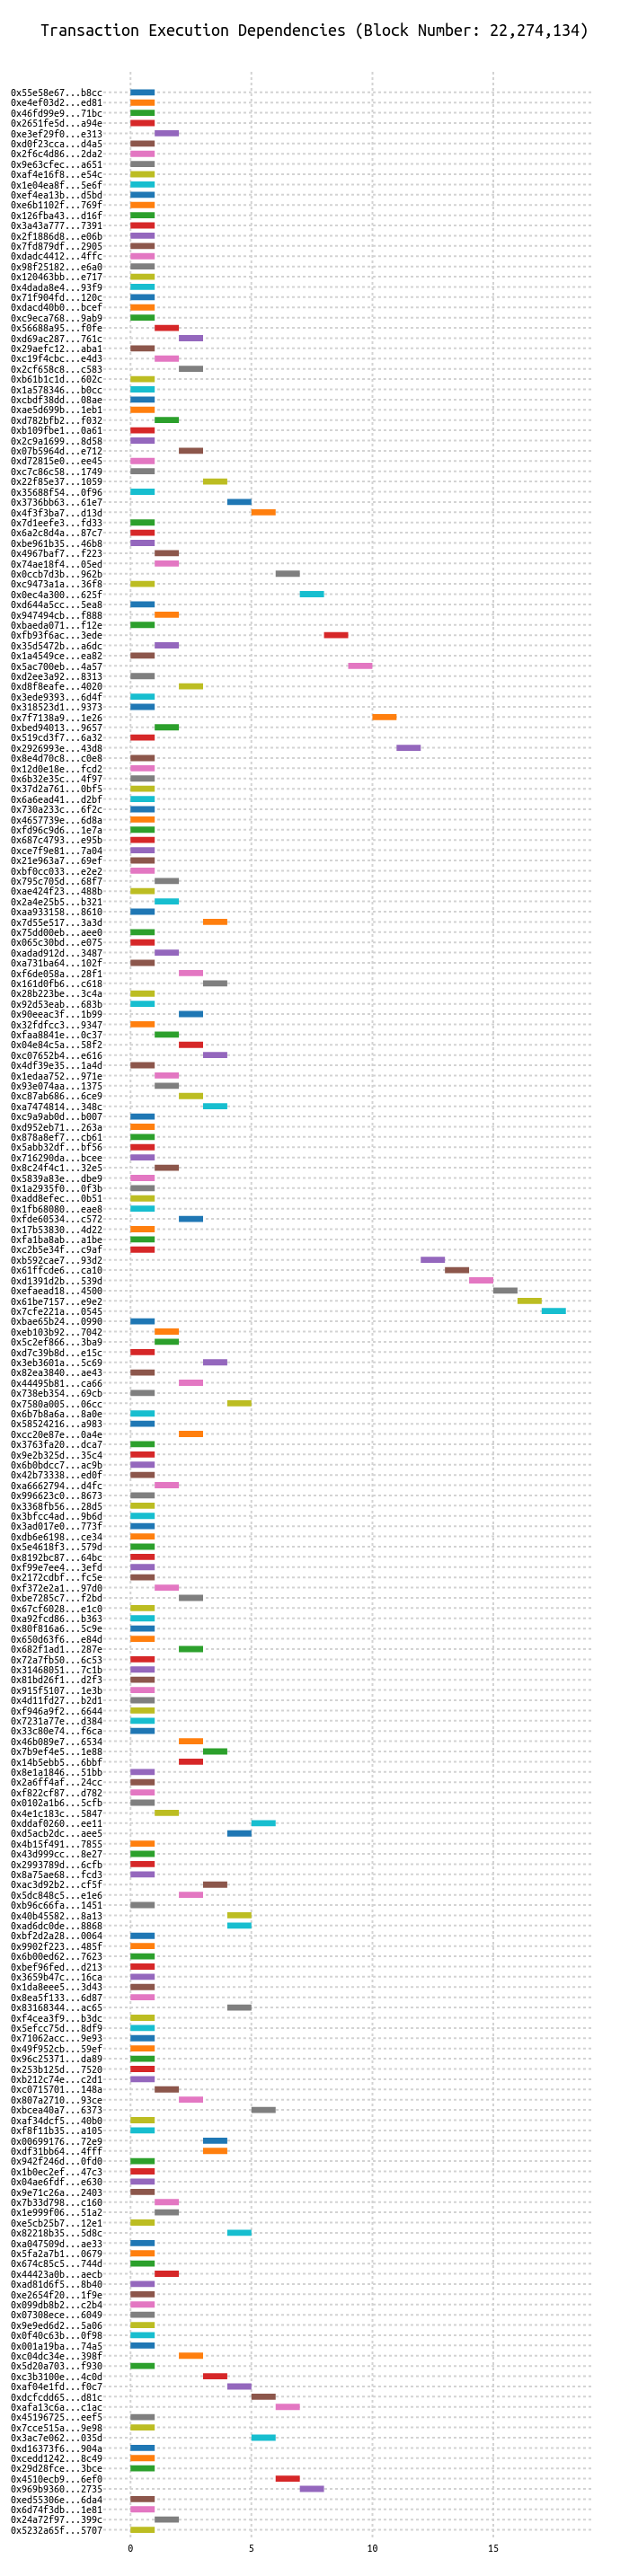 Transaction Execution Dependencies (Block Number: 22,274,134)
0x55e58e67...b8cc
0xe4ef03d2...ed81
0x46fd99e9...71bc
0x2651fe5d...a94e
0xe3ef29f0...e313
0xd0f23cca...d4a5
0x2f6c4d86...2da2
0x9e63cfec...a651
0xaf4e16f8...e54c
0x1e04ea8f...5e6f
0xef4ea13b...d5bd
0xe6b1102f...769f
0x126fba43...d16f
0x3a43a777...7391
0x2f1886d8...e06b
0x7fd879df...2905
0xdadc4412...4ffc
0x98f25182...e6a0
0x120463bb...e717
0x4dada8e4...93f9
0x71f904fd...120c
0xdacd40b0...bcef
0xc9eca768...9ab9
0x56688a95...f0fe
0xd69ac287...761c
0x29aefc12...aba1
0xc19f4cbc...e4d3
0x2cf658c8...c583
0xb61b1c1d...602c
0x1a578346...b0cc
0xcbdf38dd...08ae
0xae5d699b...1eb1
0xd782bfb2...f032
0xb109fbe1...0a61
0x2c9a1699...8d58
0x07b5964d...e712
0xd72815e0...ee45
0xc7c86c58...1749
0x22f85e37...1059
0x35688f54...0f96
0x3736bb63...61e7
0x4f3f3ba7...d13d
0x7d1eefe3...fd33
0x6a2c8d4a...87c7
0xbe961b35...46b8
0x4967baf7...f223
0x74ae18f4...05ed
0x0ccb7d3b...962b
0xc9473a1a...36f8
0x0ec4a300...625f
0xd644a5cc...5ea8
0x947494cb...f888
0xbaeda071...f12e
0xfb93f6ac...3ede
0x35d5472b...a6dc
0x1a4549ce...ea82
0x5ac700eb...4a57
0xd2ee3a92...8313
0xd8f8eafe...4020
0x3ede9393...6d4f
0x318523d1...9373
0x7f7138a9...1e26
0xbed94013...9657
0x519cd3f7...6a32
0x2926993e...43d8
0x8e4d70c8...c0e8
0x12d0e18e...fcd2
0x6b32e35c...4f97
0x37d2a761...0bf5
0x6a6ead41...d2bf
0x730a233c...6f2c
0x4657739e...6d8a
0xfd96c9d6...1e7a
0x687c4793...e95b
0xce7f9e81...7a04
0x21e963a7...69ef
0xbf0cc033...e2e2
0x795c705d...68f7
0xae424f23...488b
0x2a4e25b5...b321
0xaa933158...8610
0x7d55e517...3a3d
0x75dd00eb...aee0
0x065c30bd...e075
0xadad912d...3487
0xa731ba64...102f
0xf6de058a...28f1
0x161d0fb6...c618
0x28b223be...3c4a
0x92d53eab...683b
0x90eeac3f...1b99
0x32fdfcc3...9347
0xfaa8841e...0c37
0x04e84c5a...58f2
0xc07652b4...e616
0x4df39e35...1a4d
0x1edaa752...971e
0x93e074aa...1375
0xc87ab686...6ce9
0xa7474814...348c
0xc9a9ab0d...b007
0xd952eb71...263a
0x878a8ef7...cb61
0x5abb32df...bf56
0x716290da...bcee
0x8c24f4c1...32e5
0x5839a83e...dbe9
0x1a2935f0...0f3b
0xadd8efec...0b51
0x1fb68080...eae8
0xfde60534...c572
0x17b53830...4d22
0xfa1ba8ab...a1be
0xc2b5e34f...c9af
0xb592cae7...93d2
0x61ffcde6...ca10
0xd1391d2b...539d
0xefaead18...4500
0x61be7157...e9e2
0x7cfe221a...0545
0xbae65b24...0990
0xeb103b92...7042
0x5c2ef866...3ba9
0xd7c39b8d...e15c
0x3eb3601a...5c69
0x82ea3840...ae43
0x44495b81...ca66
0x738eb354...69cb
0x7580a005...06cc
0x6b7b8a6a...8a0e
0x58524216...a983
0xcc20e87e...0a4e
0x3763fa20...dca7
0x9e2b325d...35c4
0x6b0bdcc7...ac9b
0x42b73338...ed0f
0xa6662794...d4fc
0x996623c0...8673
0x3368fb56...28d5
0x3bfcc4ad...9b6d
0x3ad017e0...773f
0xdb6e6198...ce34
0x5e4618f3...579d
0x8192bc87...64bc
0xf99e7ee4...3efd
0x2172cdbf...fc5e
0xf372e2a1...97d0
0xbe7285c7...f2bd
0x67cf6028...e1c0
0xa92fcd86...b363
0x80f816a6...5c9e
0x650d63f6...e84d
0x682f1ad1...287e
0x72a7fb50...6c53
0x31468051...7c1b
0x81bd26f1...d2f3
0x915f5107...1e3b
0x4d11fd27...b2d1
0xf946a9f2...6644
0x7231a77e...d384
0x33c80e74...f6ca
0x46b089e7...6534
0x7b9ef4e5...1e88
0x14b5ebb5...6bbf
0x8e1a1846...51bb
0x2a6ff4af...24cc
0xf822cf87...d782
0x0102a1b6...5cfb
0x4e1c183c...5847
0xddaf0260...ee11
0xd5acb2dc...aee5
0x4b15f491...7855
0x43d999cc...8e27
0x2993789d...6cfb
0x8a75ae68...fcd3
0xac3d92b2...cf5f
0x5dc848c5...e1e6
0xb96c66fa...1451
0x40b45582...8a13
0xad6dc0de...8868
0xbf2d2a28...0064
0x9902f223...485f
0x6b00ed62...7623
0xbef96fed...d213
0x3659b47c...16ca
0x1da8eee5...3d43
0x8ea5f133...6d87
0x83168344...ac65
0xf4cea3f9...b3dc
0x5efcc75d...8df9
0x71062acc...9e93
0x49f952cb...59ef
0x96c25371...da89
0x253b125d...7520
0xb212c74e...c2d1
0xc0715701...148a
0x807a2710...93ce
0xbcea40a7...6373
0xaf34dcf5...40b0
0xf8f11b35...a105
0x00699176...72e9
0xdf31bb64...4fff
0x942f246d...0fd0
0x1b0ec2ef...47c3
0x04ae6fdf...e630
0x9e71c26a...2403
0x7b33d798...c160
0x1e999f06...51a2
0xe5cb25b7...12e1
0x82218b35...5d8c
0xa047509d...ae33
0x5fa2a7b1...0679
0x674c85c5...744d
0x44423a0b...aecb
0xad81d6f5...8b40
0xe2654f20...1f9e
0x099db8b2...c2b4
0x07308ece...6049
0x9e9ed6d2...5a06
0x0f40c63b...0f98
0x001a19ba...74a5
0xc04dc34e...398f
0x5d20a703...f930
0xc3b3100e...4c0d
0xaf04e1fd...f0c7
0xdcfcdd65...d81c
0xafa13c6a...c1ac
0x45196725...eef5
0x7cce515a...9e98
0x3ac7e062...035d
0xd16373f6...904a
0xcedd1242...8c49
0x29d28fce...3bce
0x4510ecb9...6ef0
0x969b9360...2735
0xed55306e...6da4
0x6d74f3db...1e81
0x24a72f97...399c
0x5232a65f...5707
0 5 10 15